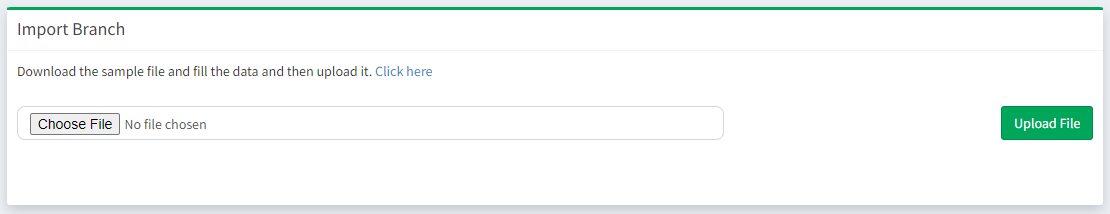 Import Branch
Download the sample file and fill the data and then upload it. Click here
Choose File No file chosen
Upload File